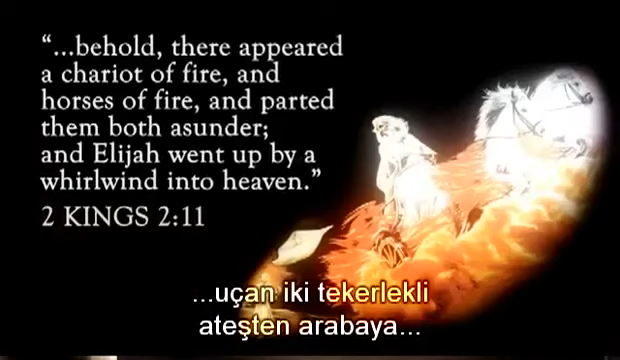 “...behold, there appeared
a chariot of fire, and
horses of fire, and parted
them both asunder;
and Elijah went up by a
whirlwind into heaven.”
2 KINGS 2:11
...uçan iki tekerlekli
ateşten arabaya...